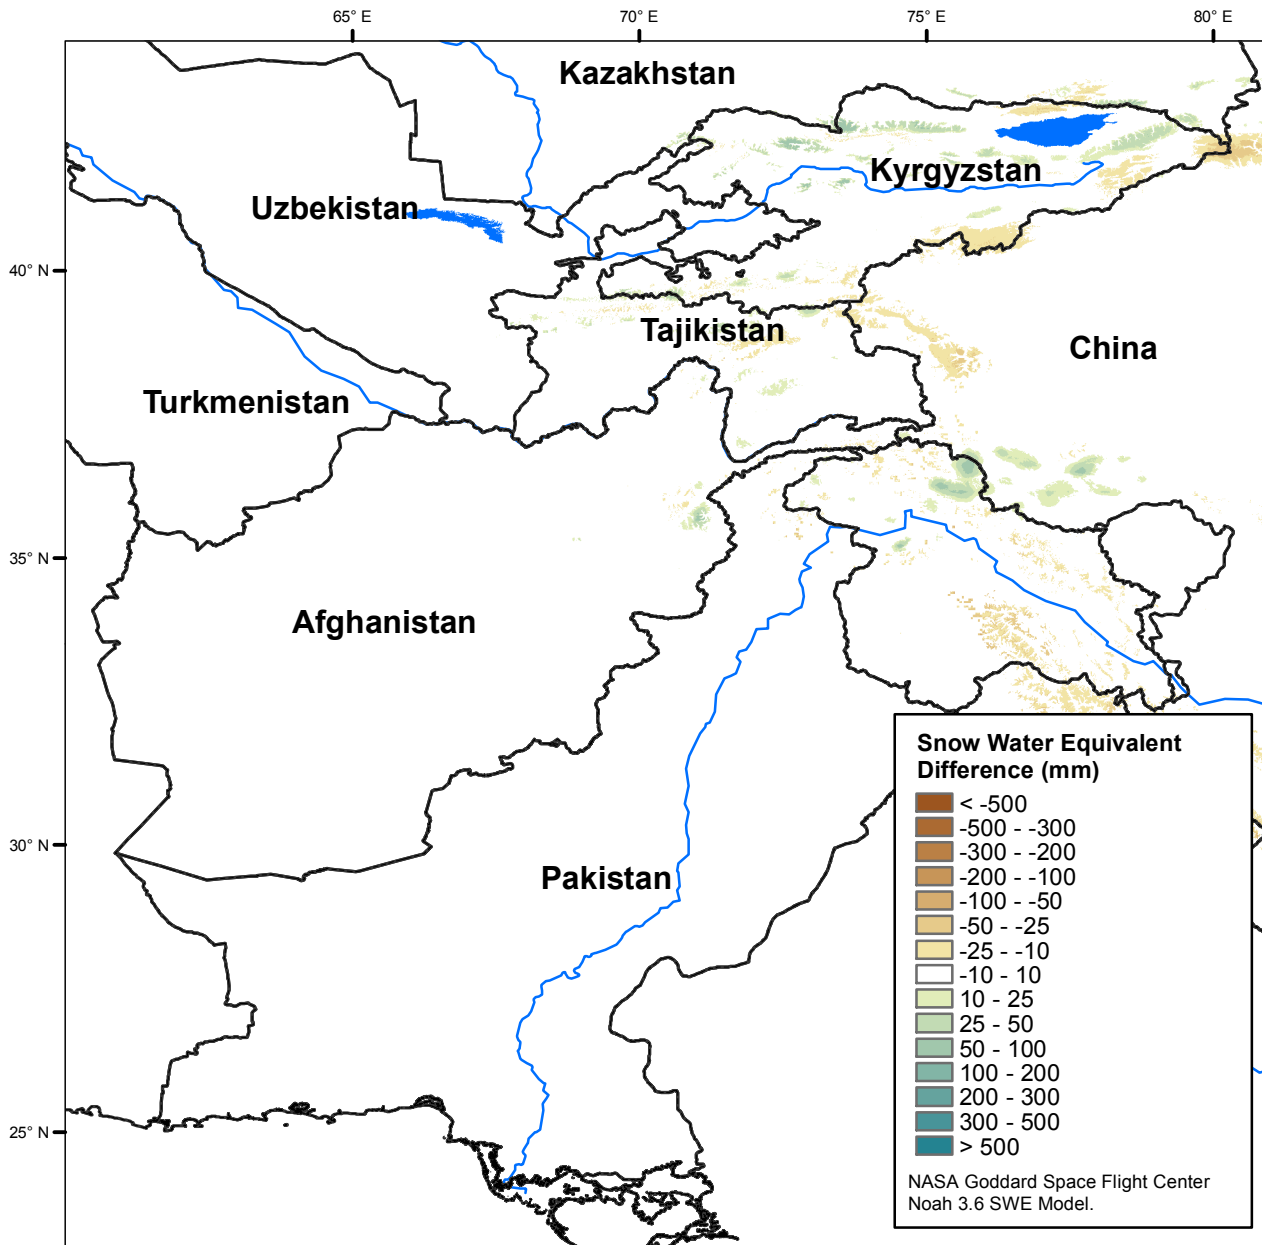 65° E
70° E
75° E
80° E
Kazakhstan
Kyrgyzstan
Uzbekistan
40° N
Tajikistan
China
Turkmenistan
35° N
Afghanistan
Snow Water Equivalent
Difference (mm)
< -500
-500 - -300
-300 - -200
-200 - -100
-100 - -50
-50 - -25
-25 - -10
-10 - 10
10 - 25
25 - 50
50 - 100
100 - 200
200 - 300
300 - 500
> 500
NASA Goddard Space Flight Center
Noah 3.6 SWE Model.
30° N
Pakistan
25° N